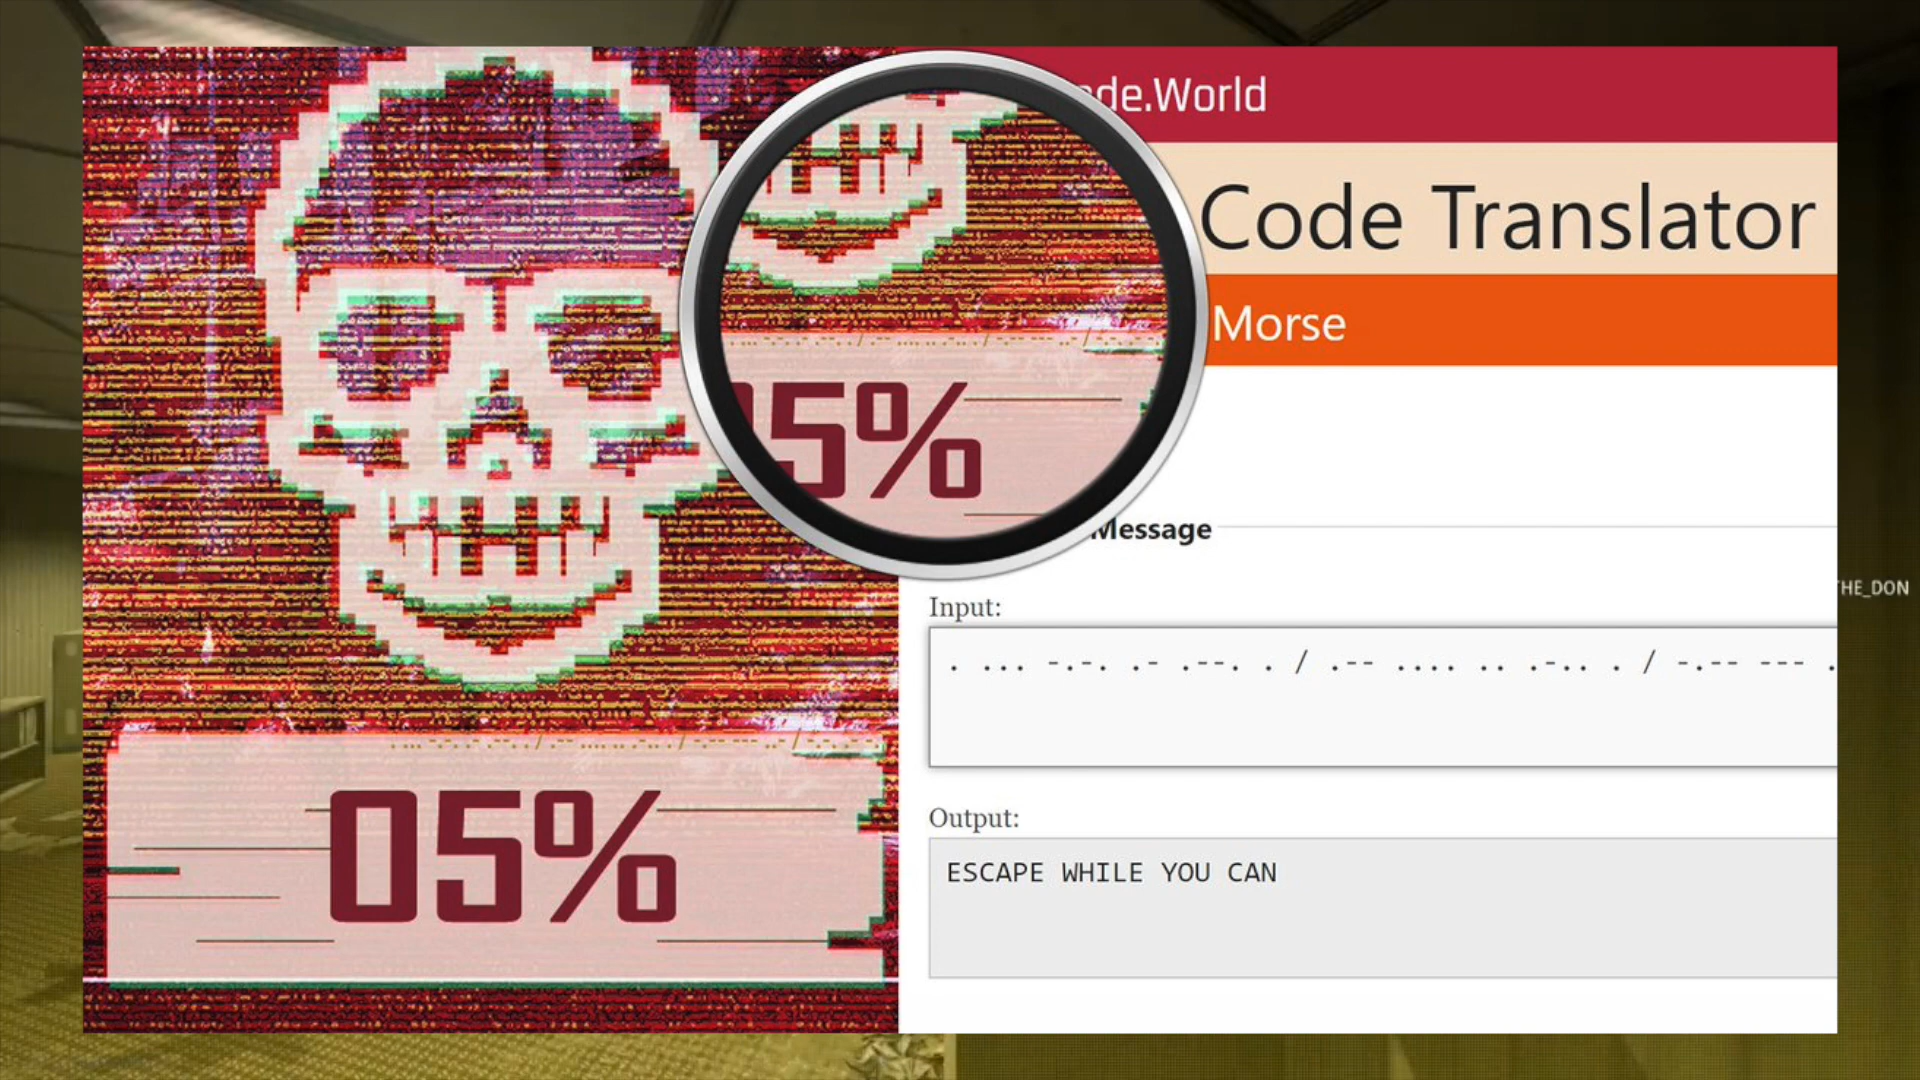 de.World
Code Translator
Morse
5%
Message
HE_DON
Input:
. ... -.-. .- .--. . / .-- .... .. .-.. . / -.-- --- .
Output:
ESCAPE WHILE YOU CAN
05%